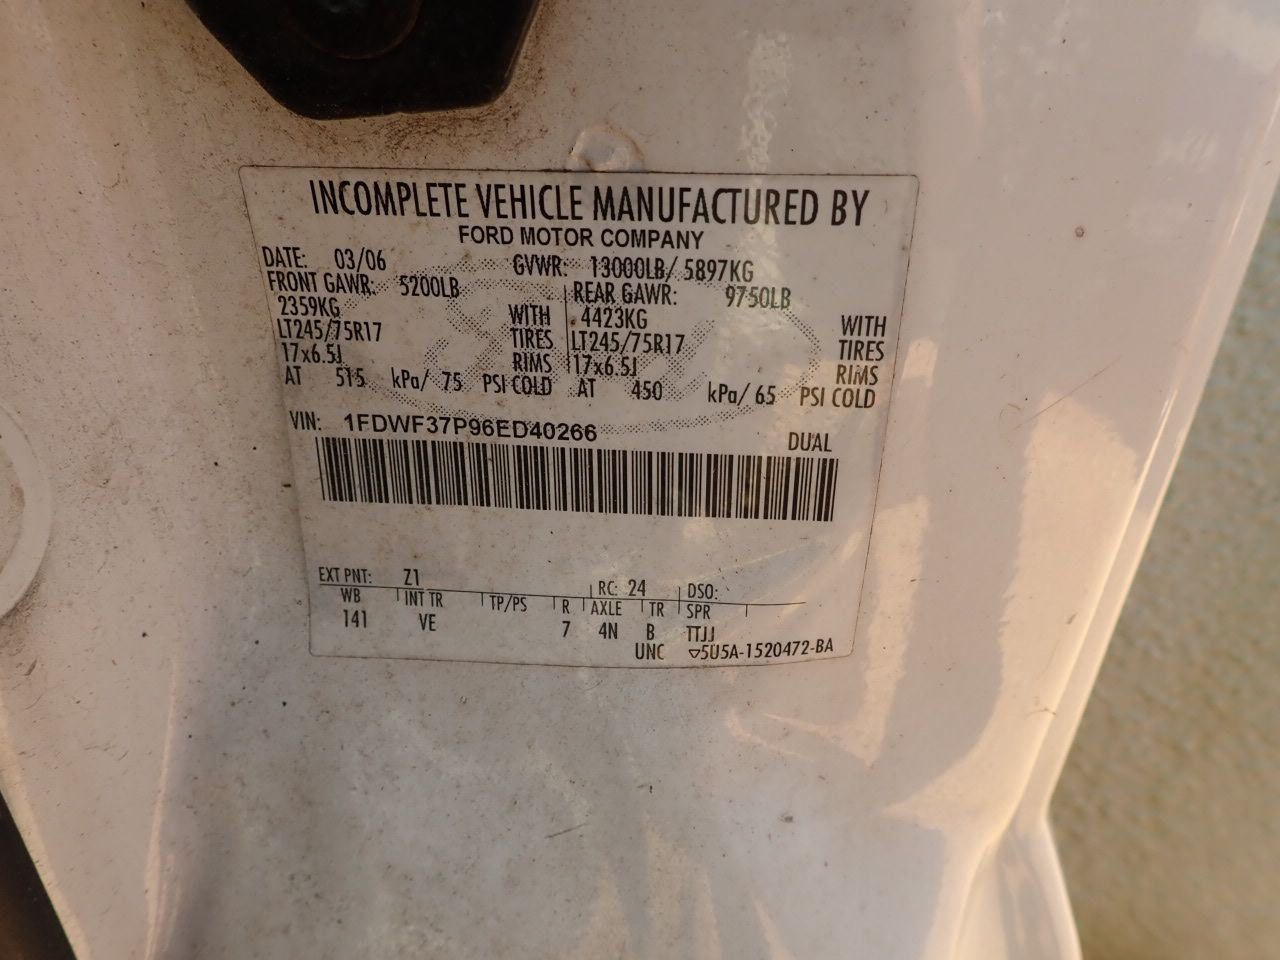 INCOMPLETE VEHICLE MANUFACTURED BY
FORD MOTOR COMPANY
DATE: 03/06 GVWR: 13000LB/ 5897KG
FRONT GAWR: 5200LB REAR GAWR: 9750LB
2359KG WITH 4423KG WITH
LT245/75R17 TIRES LT245/75R17 TIRES
17x6.5J RIMS 17x6.5J RIMS
AT 515 kPa/ 75 PSI COLD AT 450 kPa/ 65 PSI COLD
VIN: 1FDWF37P96ED40266 DUAL
EXT PNT: Z1 RC: 24 DSO:
WB INT TR TP/PS R AXLE TR SPR
141 VE 7 4N B TTJJ
UNC ▽5U5A-1520472-BA